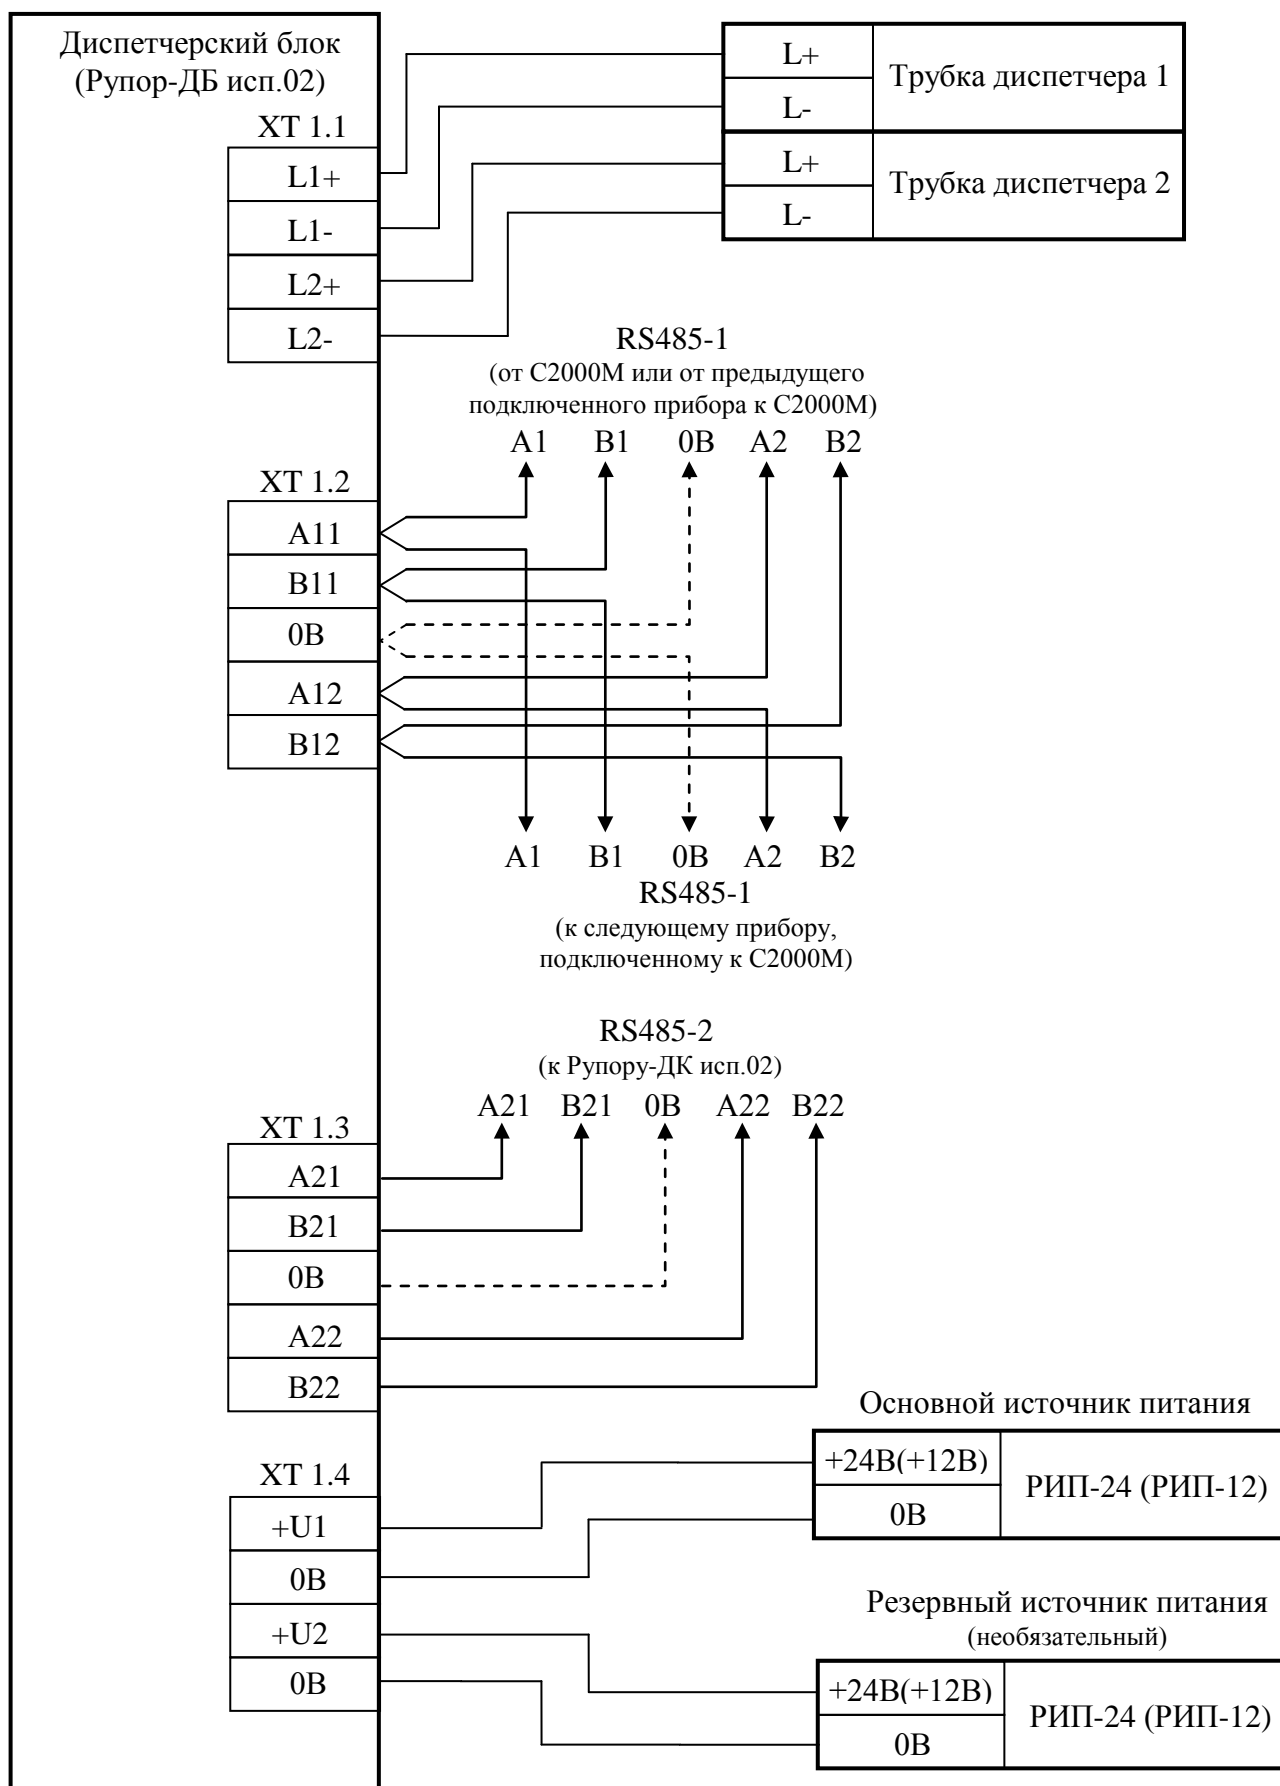 Диспетчерский блок
(Рупор-ДБ исп.02)
XT 1.1
L1+
L1-
L2+
L2-
L+
L-
Трубка диспетчера 1
L+
L-
Трубка диспетчера 2
RS485-1
(от С2000М или от предыдущего
подключенного прибора к С2000М)
A1 B1 0В A2 B2
XT 1.2
A11
B11
0В
A12
B12
A1 B1 0В A2 B2
RS485-1
(к следующему прибору,
подключенному к С2000М)
RS485-2
(к Рупору-ДК исп.02)
A21 B21 0В A22 B22
XT 1.3
A21
B21
0В
A22
B22
Основной источник питания
+24В(+12В)
0В
РИП-24 (РИП-12)
XT 1.4
+U1
0В
+U2
0В
Резервный источник питания
(необязательный)
+24В(+12В)
0В
РИП-24 (РИП-12)